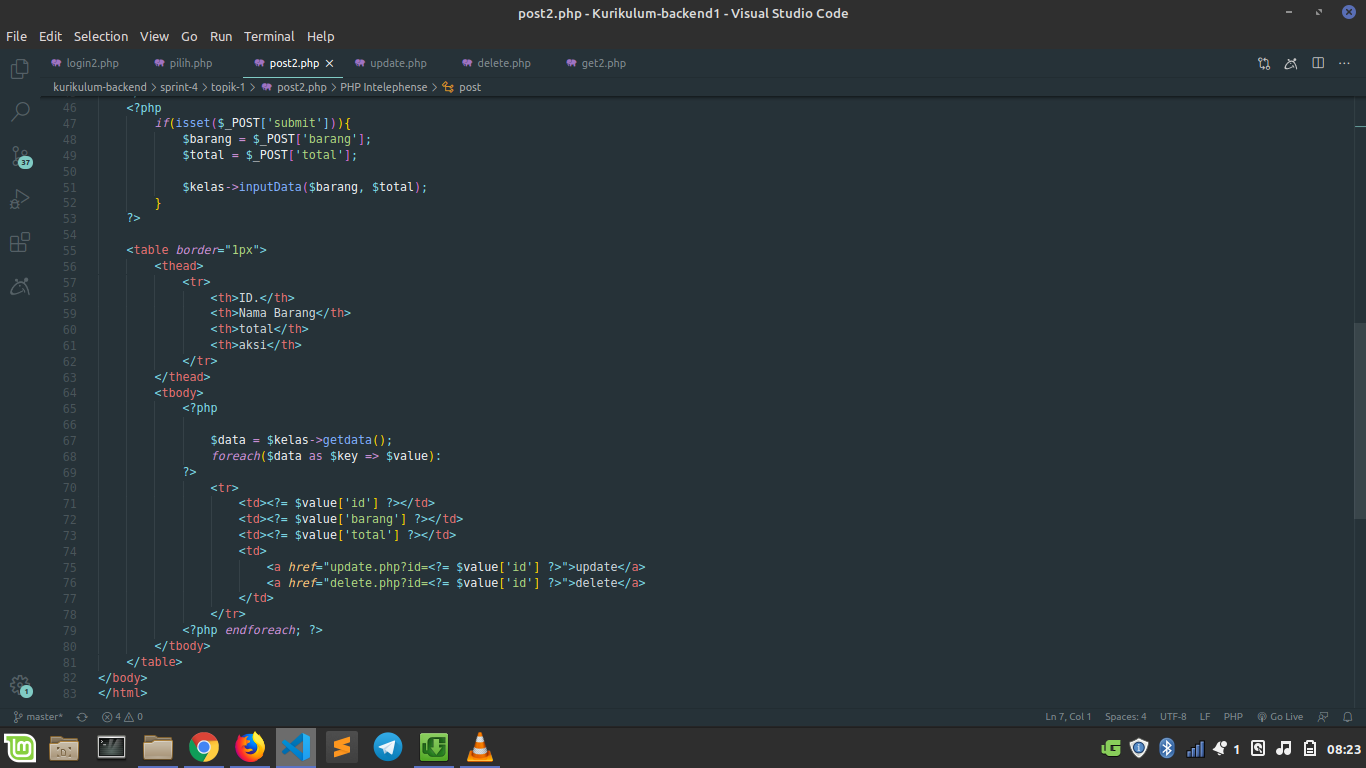 post2.php - Kurikulum-backend1 - Visual Studio Code
File Edit Selection View Go Run Terminal Help
login2.php pilih.php post2.php update.php delete.php get2.php
kurikulum-backend > sprint-4 > topik-1 > post2.php > PHP Intelephense > post
46 <?php
47 if(isset($_POST['submit'])){
48 $barang = $_POST['barang'];
49 $total = $_POST['total'];
50
51 $kelas->inputData($barang, $total);
52 }
53 ?>
54
55 <table border="1px">
56 <thead>
57 <tr>
58 <th>ID.</th>
59 <th>Nama Barang</th>
60 <th>total</th>
61 <th>aksi</th>
62 </tr>
63 </thead>
64 <tbody>
65 <?php
66
67 $data = $kelas->getdata();
68 foreach($data as $key => $value):
69 ?>
70 <tr>
71 <td><?= $value['id'] ?></td>
72 <td><?= $value['barang'] ?></td>
73 <td><?= $value['total'] ?></td>
74 <td>
75 <a href="update.php?id=<?= $value['id'] ?>">update</a>
76 <a href="delete.php?id=<?= $value['id'] ?>">delete</a>
77 </td>
78 </tr>
79 <?php endforeach; ?>
80 </tbody>
81 </table>
82 </body>
83 </html>
37
1
master* 4 0 Ln 7, Col 1 Spaces: 4 UTF-8 LF PHP Go Live
1 08:23